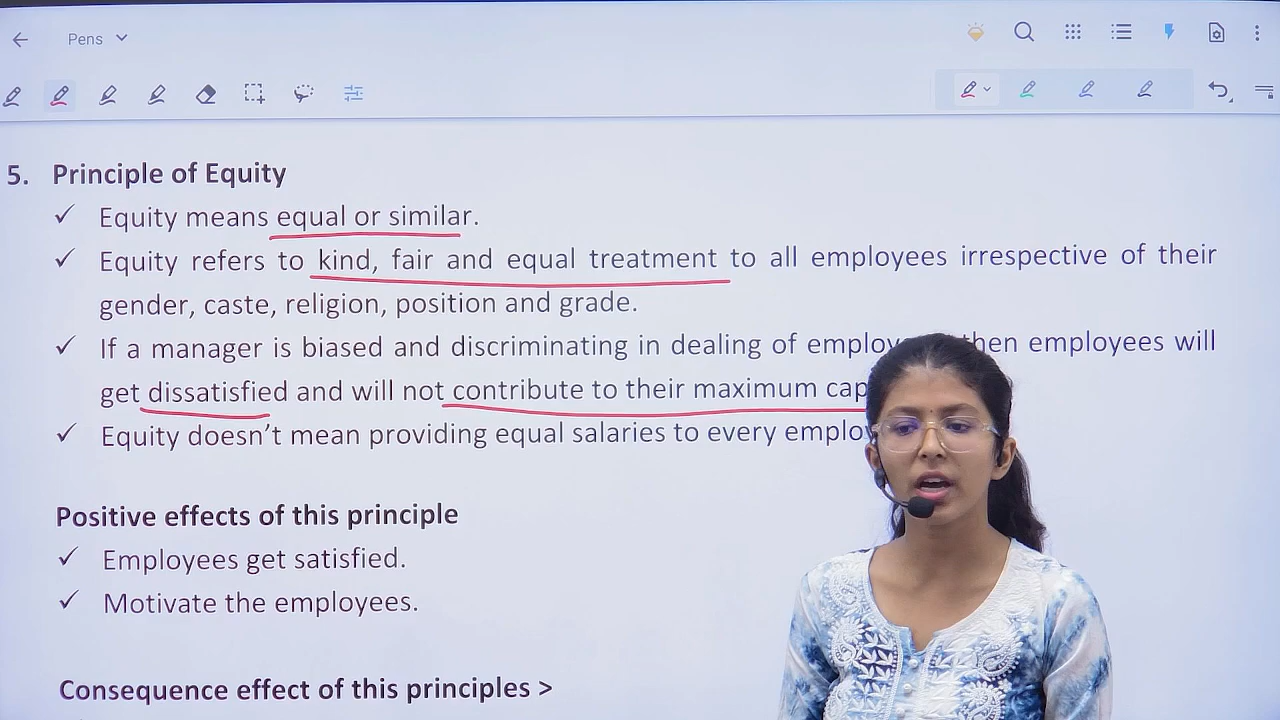 Pens
5. Principle of Equity
✓ Equity means equal or similar.
✓ Equity refers to kind, fair and equal treatment to all employees irrespective of their
gender, caste, religion, position and grade.
✓ If a manager is biased and discriminating in dealing of then employees will
get dissatisfied and will not contribute to their maximum
✓ Equity doesn't mean providing equal salaries to every
Positive effects of this principle
✓ Employees get satisfied.
✓ Motivate the employees.
Consequence effect of this principles >